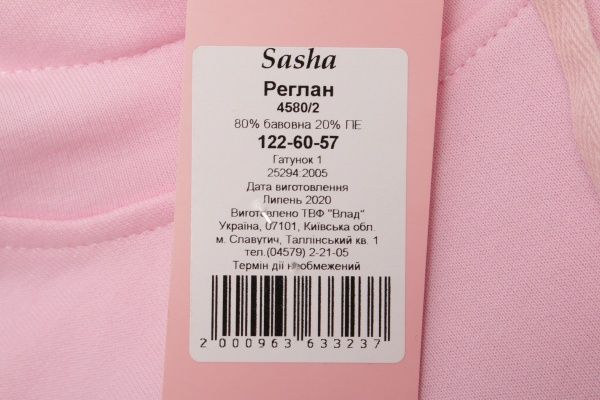 Sasha
Реглан
4580/2
80% бавовна 20% ПЕ
122-60-57
Гатунок 1
25294:2005
Дата виготовлення
Липень 2020
Виготовлено ТВФ "Влад"
Україна, 07101, Київська обл.
м. Славутич, Таллінський кв. 1
тел.(04579) 2-21-05
Термін дії необмежений
2 000963 633237